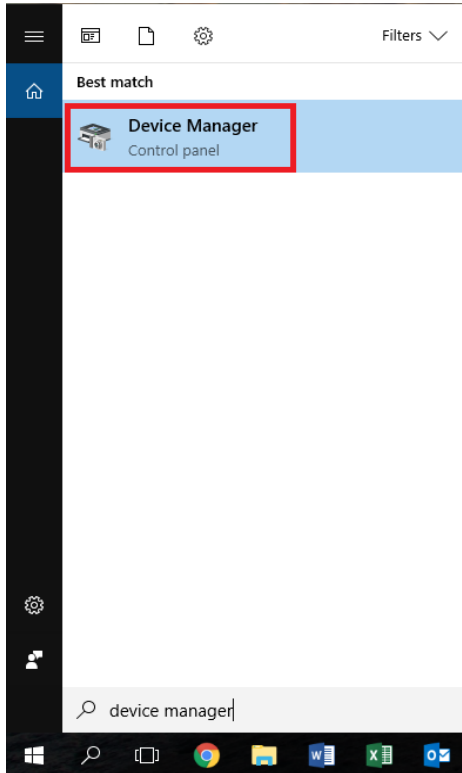 Filters
Best match
Device Manager
Control panel
device manager